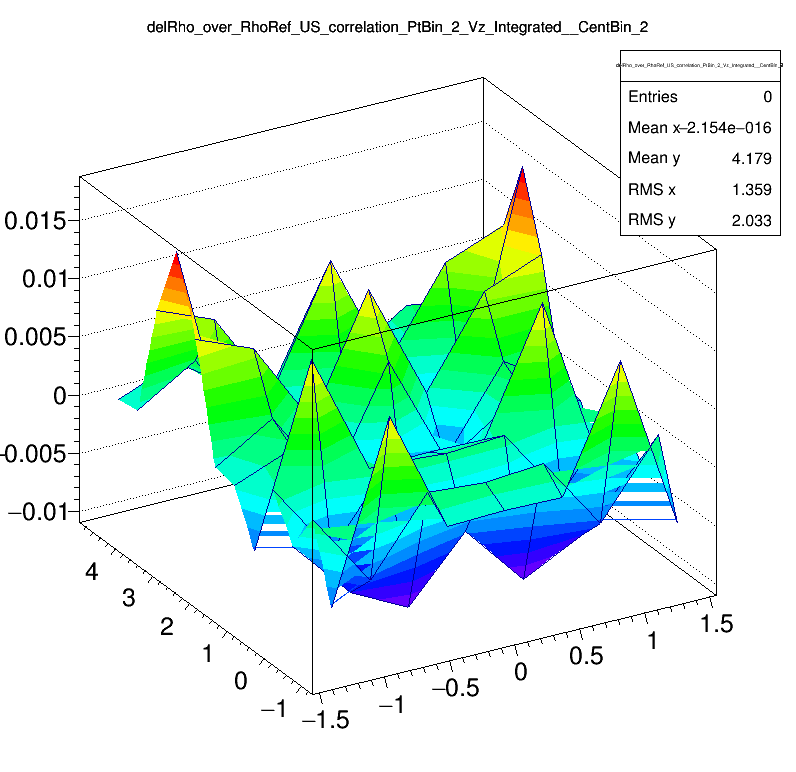 delRho_over_RhoRef_US_correlation_PtBin_2_Vz_Integrated__CentBin_2
delRho_over_RhoRef_US_correlation_PtBin_2_Vz_Integrated__CentBin_2
Entries 0
Mean x −2.154e−016
Mean y 4.179
RMS x 1.359
RMS y 2.033
0.015
0.01
0.005
0
−0.005
−0.01
4
3
2
1
0
−1
−1.5
−1
−0.5
0
0.5
1
1.5